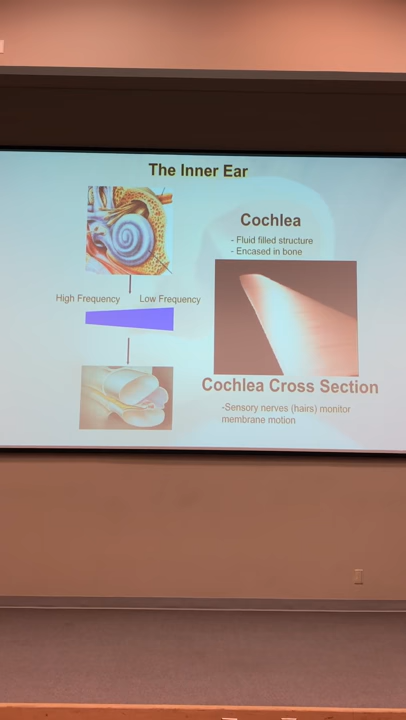 The Inner Ear
Cochlea
- Fluid filled structure
- Encased in bone
High Frequency
Low Frequency
Cochlea Cross Section
-Sensory nerves (hairs) monitor
membrane motion